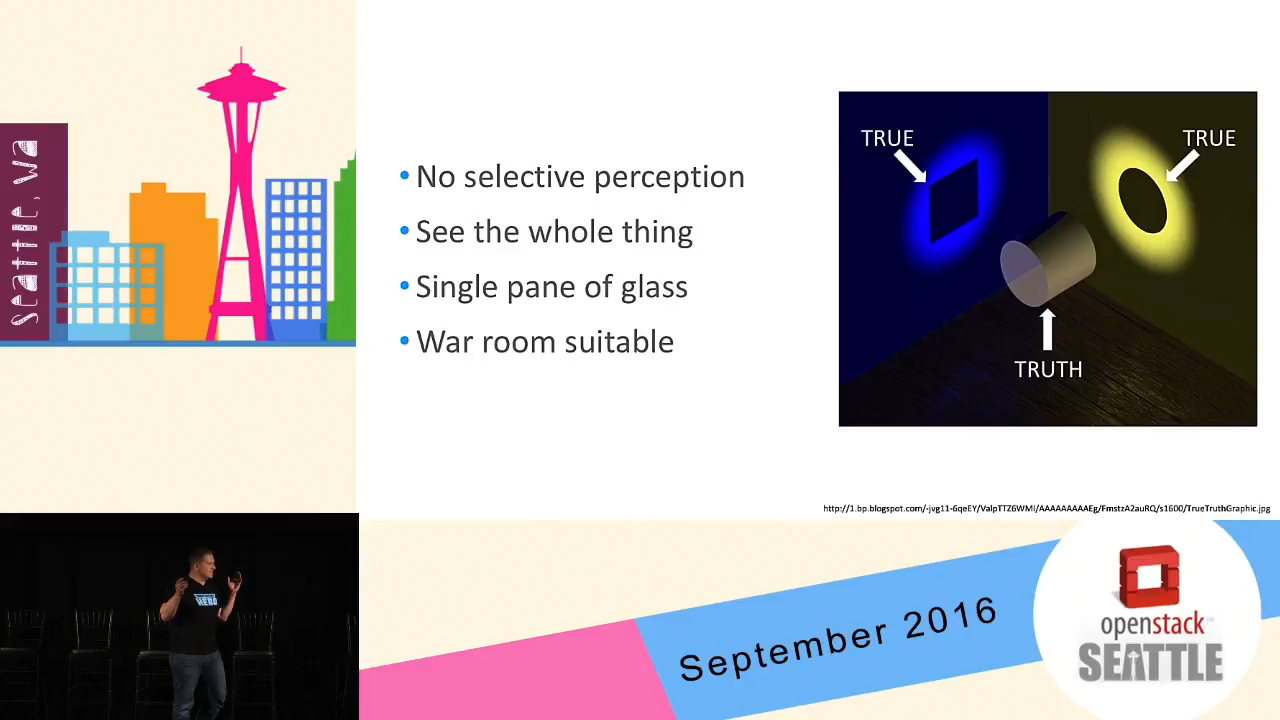 Seattle, wa
• No selective perception
• See the whole thing
• Single pane of glass
• War room suitable
TRUE
TRUE
TRUTH
September 2016
openstack
SEATTLE
HERO